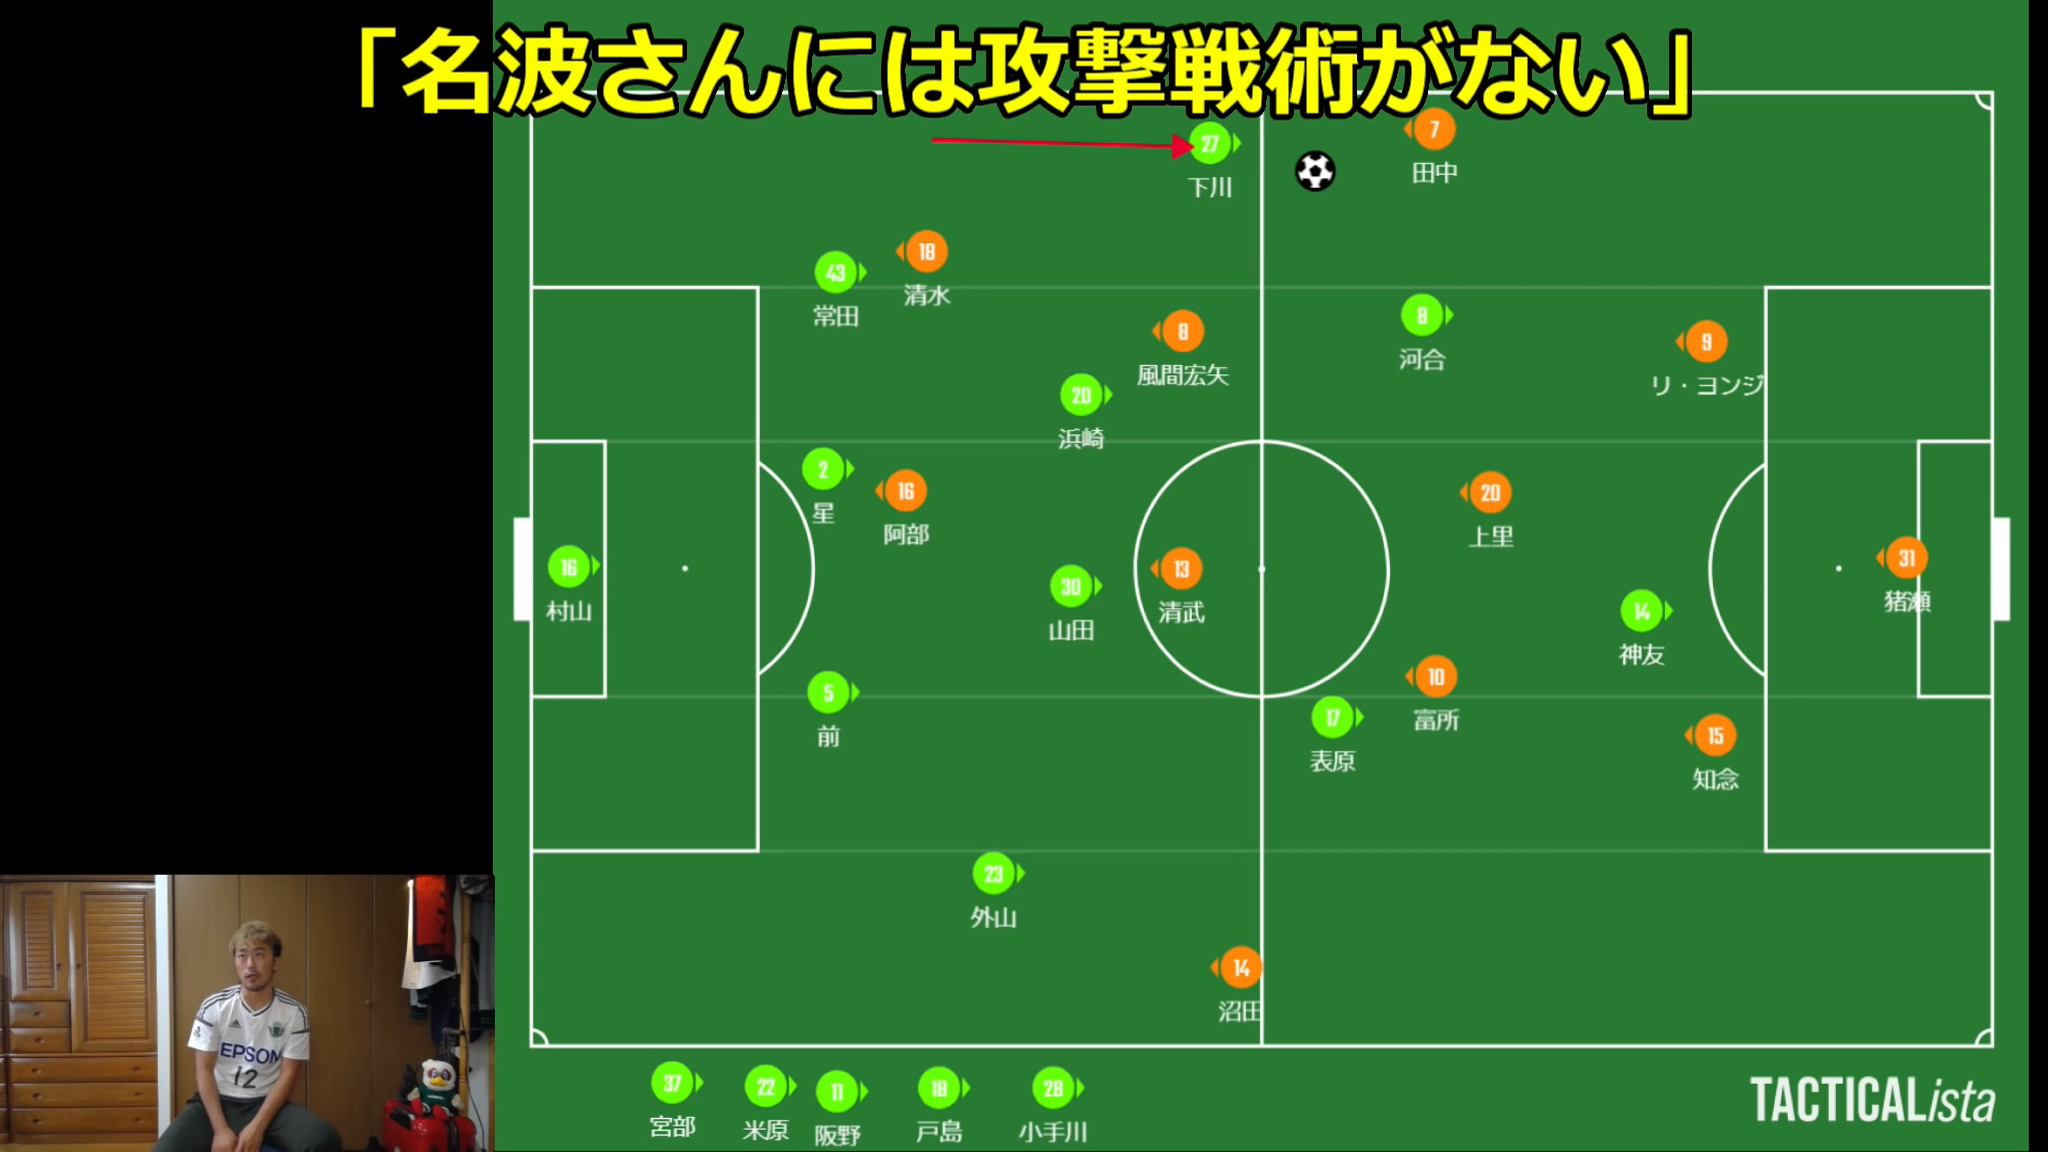 「名波さんには攻撃戦術がない」
27
下川
7
田中
18
清水
43
常田
8
風間宏矢
8
河合
9
リ・ヨンジ
20
浜崎
2
星
16
阿部
20
上里
16
村山
30
山田
13
清武
14
神友
31
猪瀬
5
前
17
表原
10
富所
15
知念
23
外山
14
沼田
37
宮部
22
米原
11
阪野
18
戸島
28
小手川
EPSON
12
TACTICALista